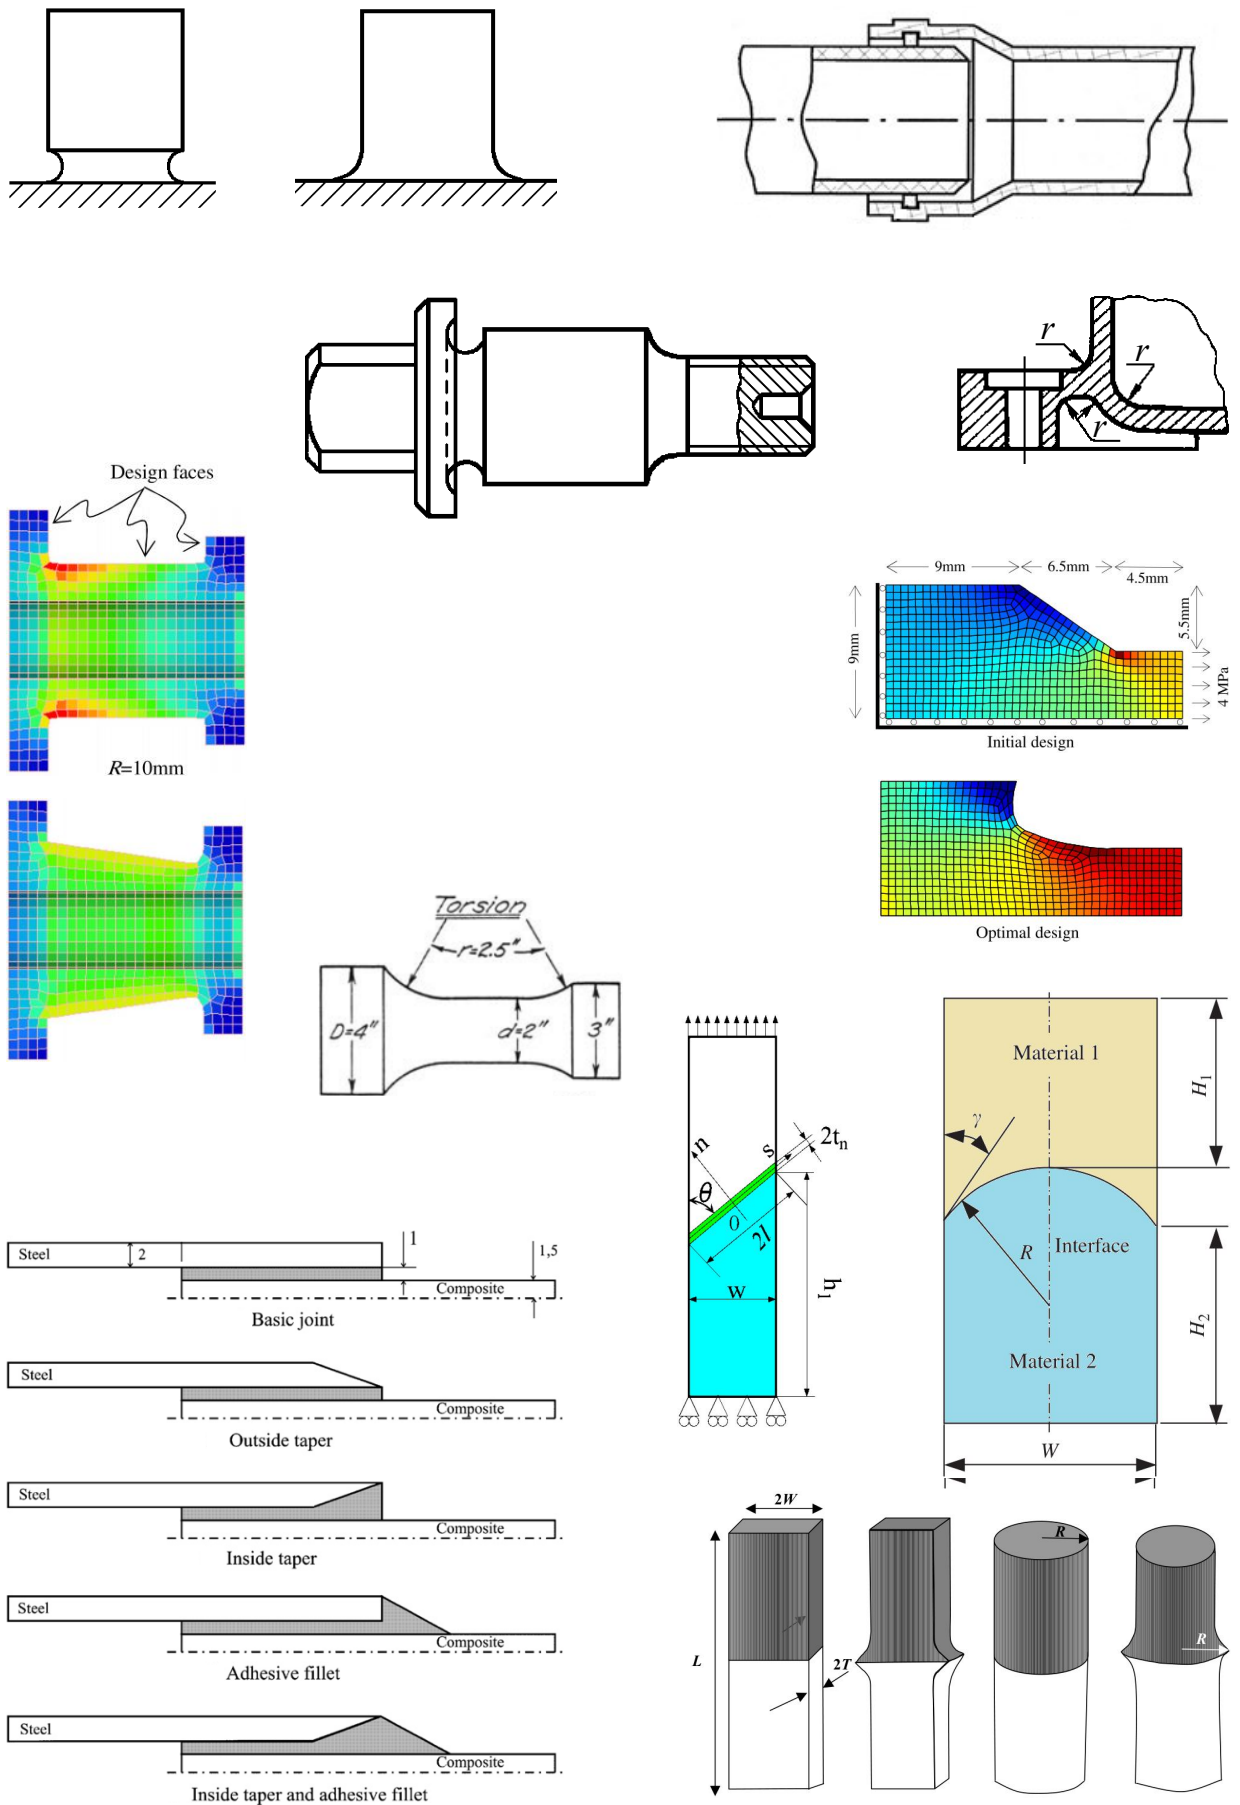 r
r
r
Design faces
R=10mm
9mm
6.5mm
4.5mm
9mm
5.5mm
4 MPa
Initial design
Optimal design
Torsion
r=2.5"
D=4"
d=2"
3"
n
s
2tn
θ
0
2l
w
h1
Material 1
H1
γ
R
Interface
Material 2
H2
W
Steel
2
1
1,5
Composite
Basic joint
Steel
Composite
Outside taper
Steel
Composite
Inside taper
Steel
Composite
Adhesive fillet
Steel
Composite
Inside taper and adhesive fillet
2W
L
2T
R
R